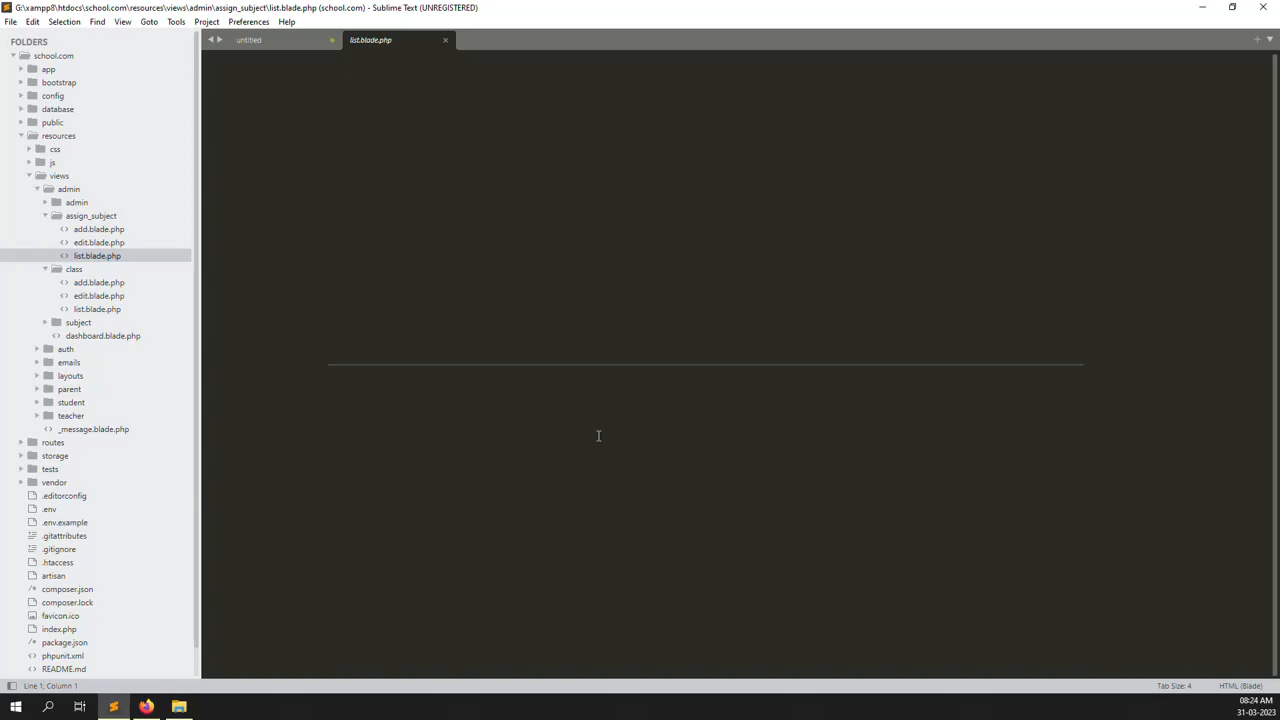 G:\xampp8\htdocs\school.com\resources\views\admin\assign_subject\list.blade.php (school.com) - Sublime Text (UNREGISTERED)
File Edit Selection Find View Goto Tools Project Preferences Help
FOLDERS
untitled
list.blade.php
school.com
app
bootstrap
config
database
public
resources
css
js
views
admin
admin
assign_subject
add.blade.php
edit.blade.php
list.blade.php
class
add.blade.php
edit.blade.php
list.blade.php
subject
dashboard.blade.php
auth
emails
layouts
parent
student
teacher
_message.blade.php
routes
storage
tests
vendor
.editorconfig
.env
.env.example
.gitattributes
.gitignore
.htaccess
artisan
composer.json
composer.lock
favicon.ico
index.php
package.json
phpunit.xml
README.md
Line 1, Column 1
Tab Size: 4
HTML (Blade)
08:24 AM
31-03-2023